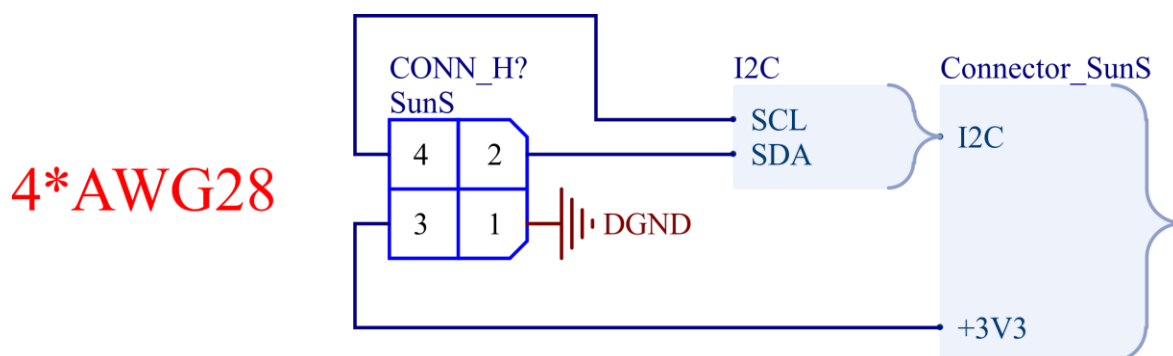 CONN_H?
SunS
I2C
Connector_SunS
SCL
SDA
I2C
4 2
3 1
DGND
4*AWG28
+3V3